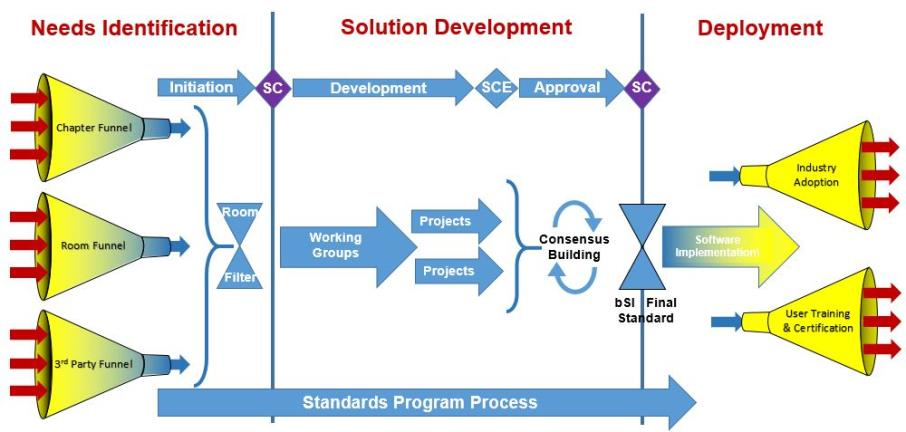 Needs Identification
Solution Development
Deployment
Initiation
SC
Development
SCE
Approval
SC
Chapter Funnel
Room Funnel
3rd Party Funnel
Room
Filter
Working
Groups
Projects
Projects
Consensus
Building
bSI Final
Standard
Software
Implementation
Industry
Adoption
User Training
& Certification
Standards Program Process